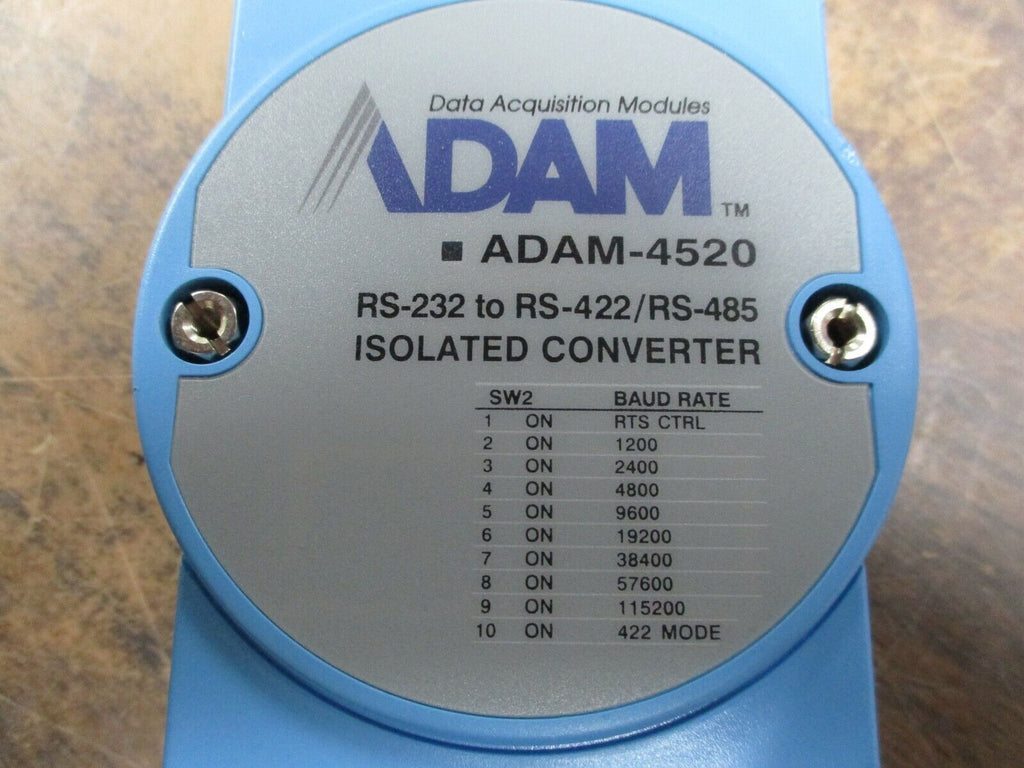 Data Acquisition Modules
ADAM TM
■ ADAM-4520
RS-232 to RS-422/RS-485
ISOLATED CONVERTER
SW2 BAUD RATE
1 ON RTS CTRL
2 ON 1200
3 ON 2400
4 ON 4800
5 ON 9600
6 ON 19200
7 ON 38400
8 ON 57600
9 ON 115200
10 ON 422 MODE